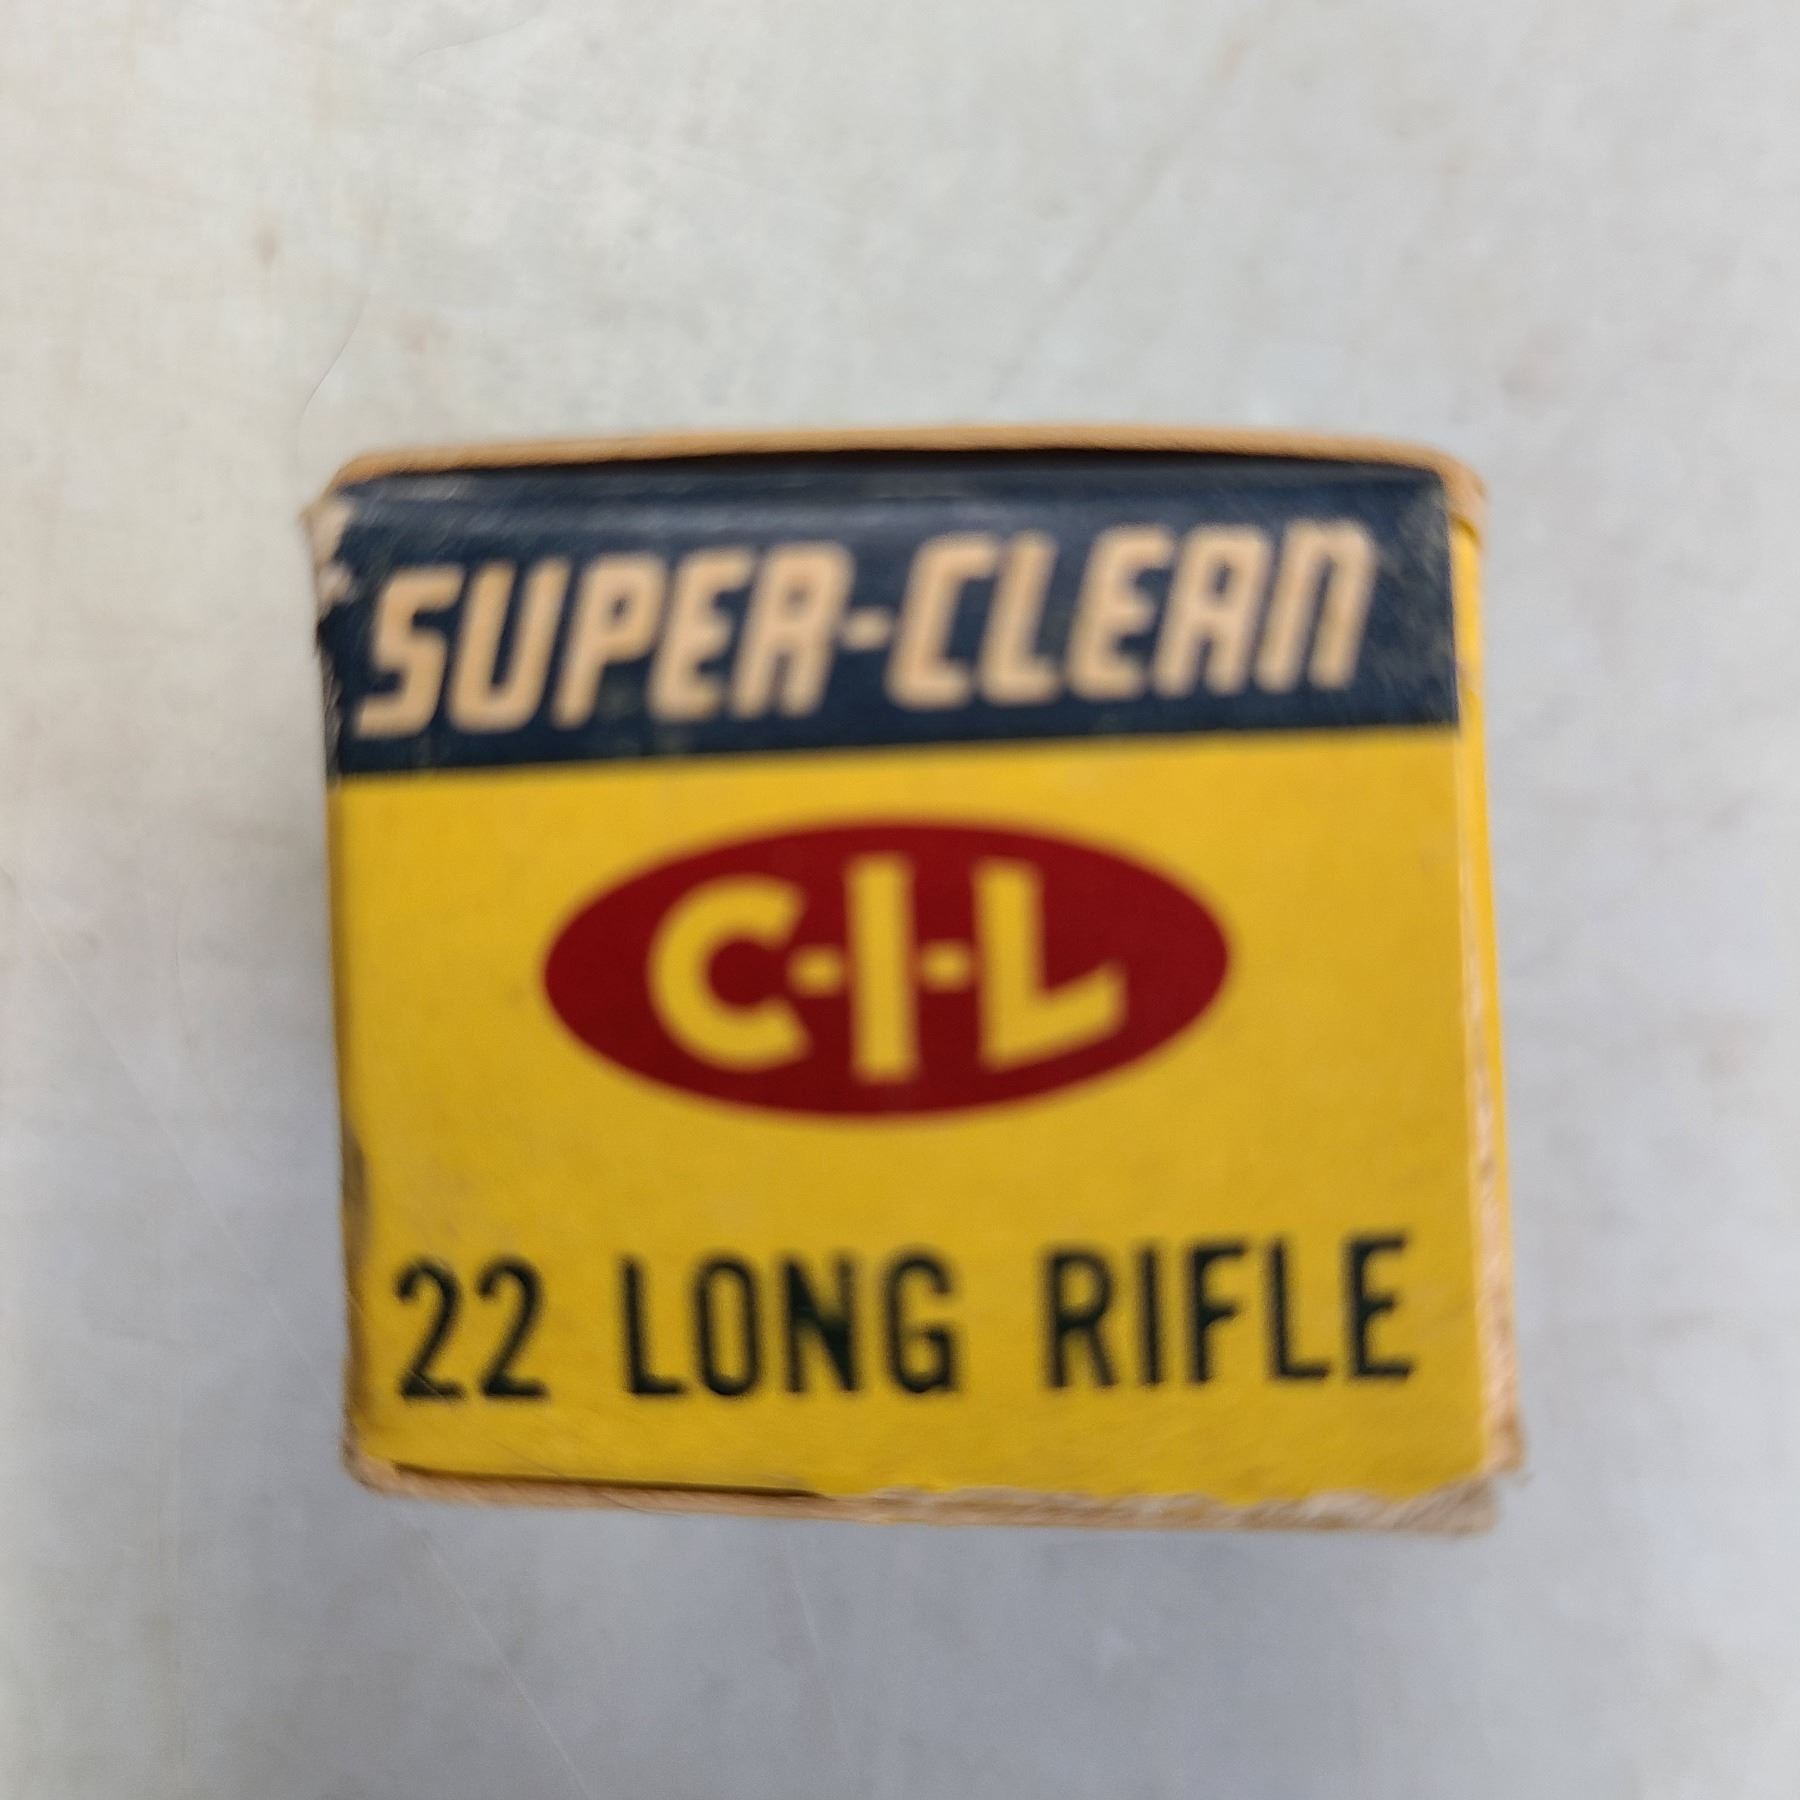 SUPER-CLEAN
C-I-L
22 LONG RIFLE